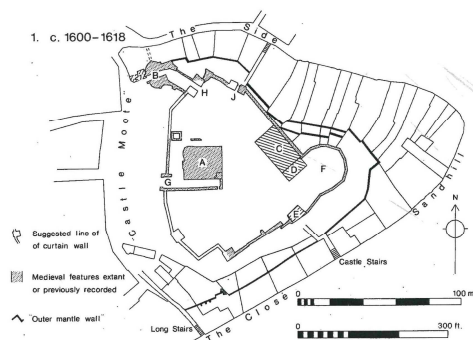 1. c. 1600–1618
The Side
B
H
J
Castle Moote
A
C
D
F
G
E
Sandhill
N
Suggested line of
of curtain wall
Medieval features extant
or previously recorded
"Outer mantle wall"
Castle Stairs
The Close
Long Stairs
0 100 m
0 300 ft.